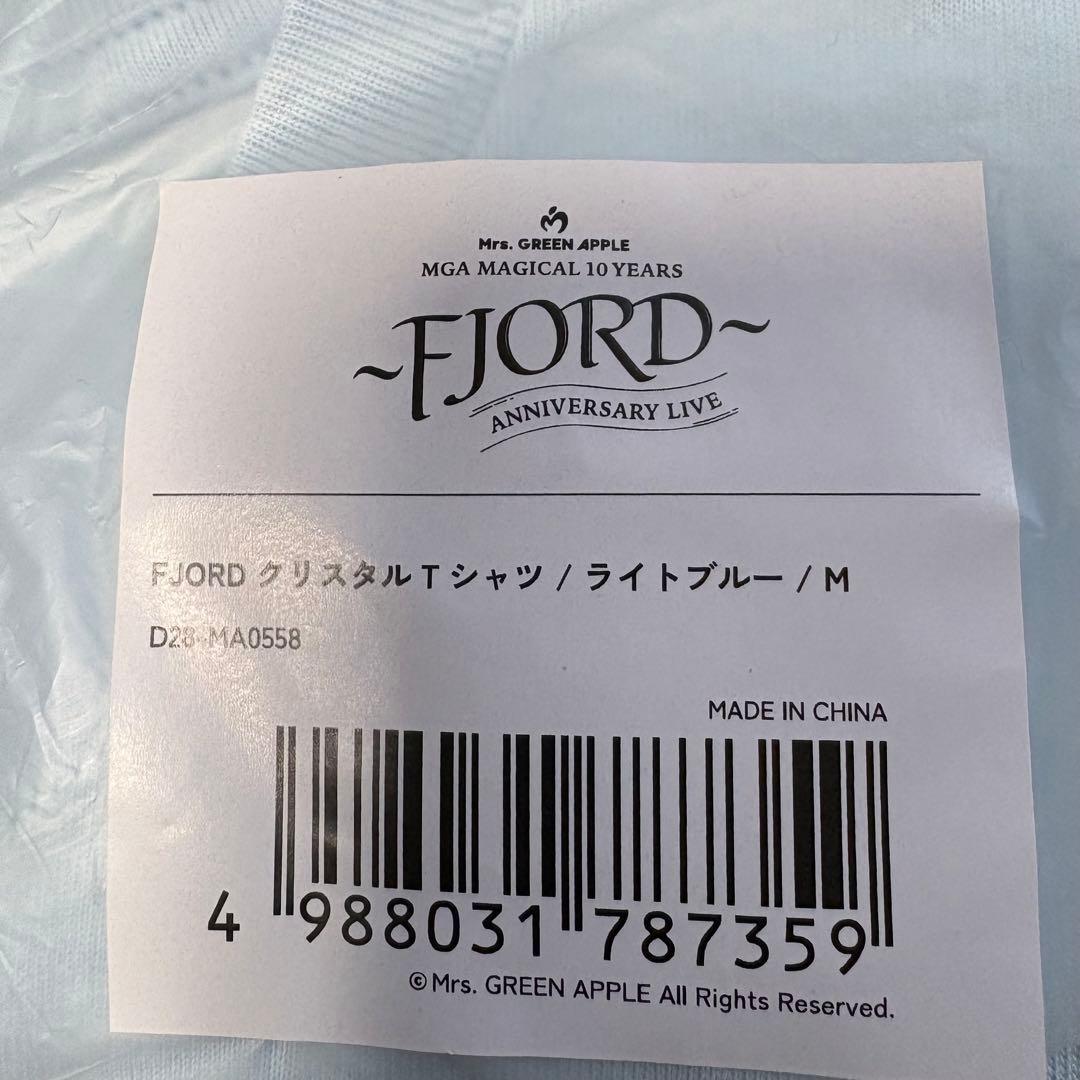 Mrs. GREEN APPLE
MGA MAGICAL 10 YEARS
~FJORD~
ANNIVERSARY LIVE
FJORD クリスタルTシャツ / ライトブルー / M
D28-MA0558
MADE IN CHINA
4 988031 787359
©Mrs. GREEN APPLE All Rights Reserved.